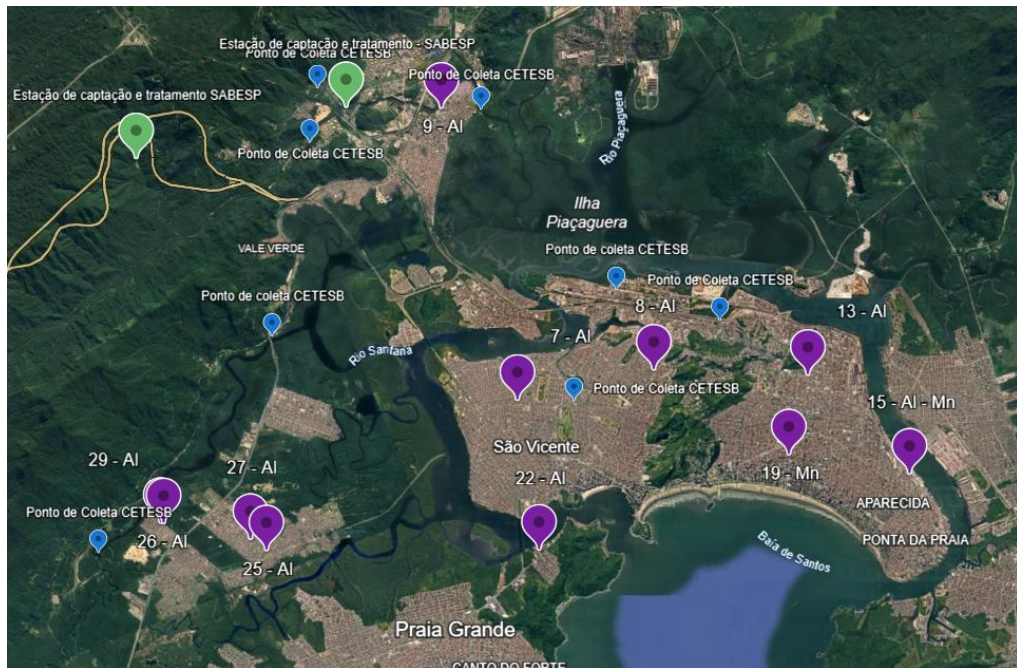 Estação de captação e tratamento - SABESP
Ponto de Coleta CETESB
Ponto de Coleta CETESB
Estação de captação e tratamento SABESP
9 - Al
Ponto de Coleta CETESB
Rio Piaçaguera
Ilha
Piaçaguera
VALE VERDE
Ponto de coleta CETESB
Ponto de Coleta CETESB
Ponto de coleta CETESB
8 - Al
13 - Al
7 - Al
Rio Santana
Ponto de Coleta CETESB
15 - Al - Mn
São Vicente
29 - Al
27 - Al
22 - Al
19 - Mn
APARECIDA
Ponto de Coleta CETESB
26 - Al
PONTA DA PRAIA
Baía de Santos
25 - Al
Praia Grande
CANTO DO FORTE